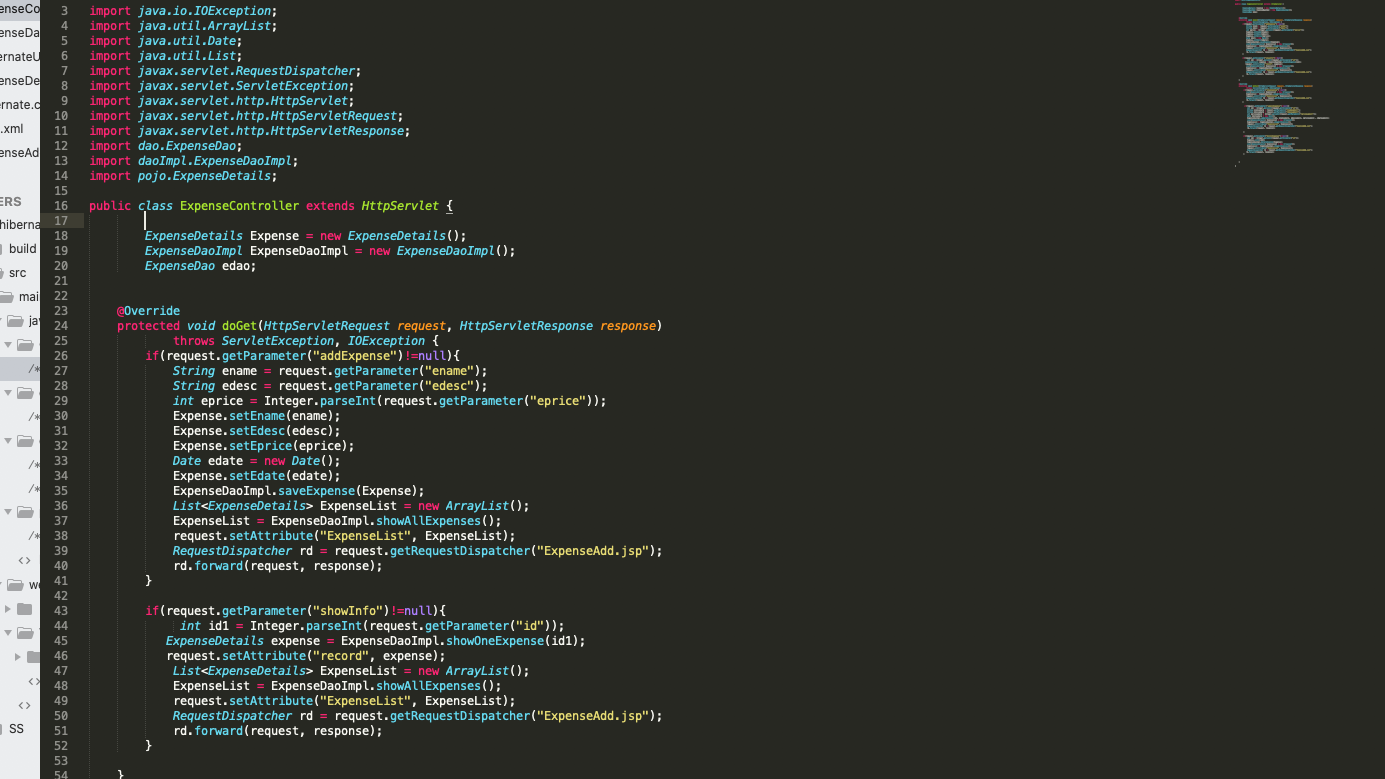 enseCo
enseDa
ernateU
enseDe
ernate.c
.xml
enseAd
ERS
hiberna
build
src
mai
jav
/*
/*
/*
/*
/*
<>
we
<>
<>
SS
3 import java.io.IOException;
4 import java.util.ArrayList;
5 import java.util.Date;
6 import java.util.List;
7 import javax.servlet.RequestDispatcher;
8 import javax.servlet.ServletException;
9 import javax.servlet.http.HttpServlet;
10 import javax.servlet.http.HttpServletRequest;
11 import javax.servlet.http.HttpServletResponse;
12 import dao.ExpenseDao;
13 import daoImpl.ExpenseDaoImpl;
14 import pojo.ExpenseDetails;
15
16 public class ExpenseController extends HttpServlet {
17
18 ExpenseDetails Expense = new ExpenseDetails();
19 ExpenseDaoImpl ExpenseDaoImpl = new ExpenseDaoImpl();
20 ExpenseDao edao;
21
22
23 @Override
24 protected void doGet(HttpServletRequest request, HttpServletResponse response)
25 throws ServletException, IOException {
26 if(request.getParameter("addExpense")!=null){
27 String ename = request.getParameter("ename");
28 String edesc = request.getParameter("edesc");
29 int eprice = Integer.parseInt(request.getParameter("eprice"));
30 Expense.setEname(ename);
31 Expense.setEdesc(edesc);
32 Expense.setEprice(eprice);
33 Date edate = new Date();
34 Expense.setEdate(edate);
35 ExpenseDaoImpl.saveExpense(Expense);
36 List<ExpenseDetails> ExpenseList = new ArrayList();
37 ExpenseList = ExpenseDaoImpl.showAllExpenses();
38 request.setAttribute("ExpenseList", ExpenseList);
39 RequestDispatcher rd = request.getRequestDispatcher("ExpenseAdd.jsp");
40 rd.forward(request, response);
41 }
42
43 if(request.getParameter("showInfo")!=null){
44 int id1 = Integer.parseInt(request.getParameter("id"));
45 ExpenseDetails expense = ExpenseDaoImpl.showOneExpense(id1);
46 request.setAttribute("record", expense);
47 List<ExpenseDetails> ExpenseList = new ArrayList();
48 ExpenseList = ExpenseDaoImpl.showAllExpenses();
49 request.setAttribute("ExpenseList", ExpenseList);
50 RequestDispatcher rd = request.getRequestDispatcher("ExpenseAdd.jsp");
51 rd.forward(request, response);
52 }
53
54 }